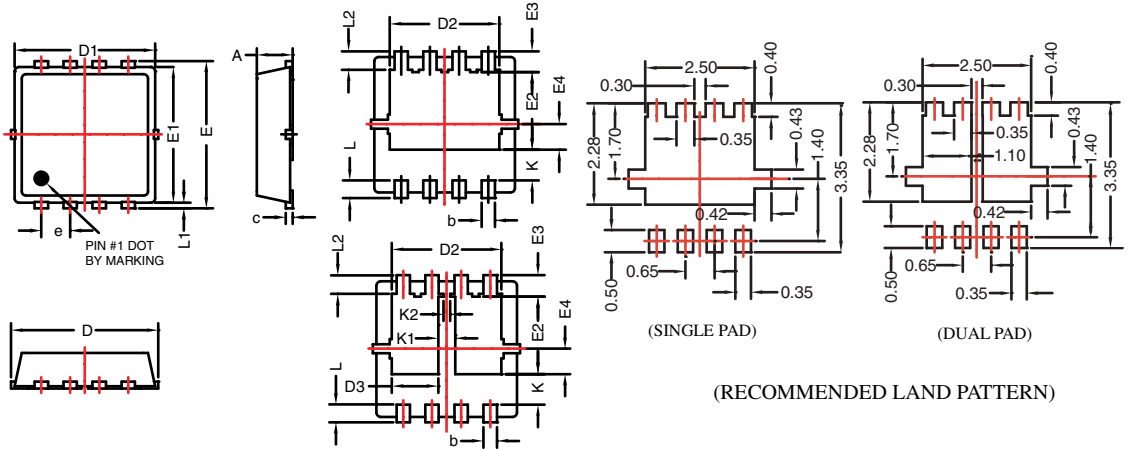 D1
E1
E
L1
e
PIN #1 DOT
BY MARKING
A
c
D
L2
D2
E3
E2
E4
L
K
b
L2
D2
E3
K2
K1
E2
E4
L
D3
K
b
2.50
0.30
0.40
0.35
0.43
2.28
1.70
1.40
3.35
0.42
0.65
0.50
0.35
(SINGLE PAD)
2.50
0.30
0.40
0.35
0.43
2.28
1.70
1.10
1.40
3.35
0.42
0.65
0.50
0.35
(DUAL PAD)
(RECOMMENDED LAND PATTERN)